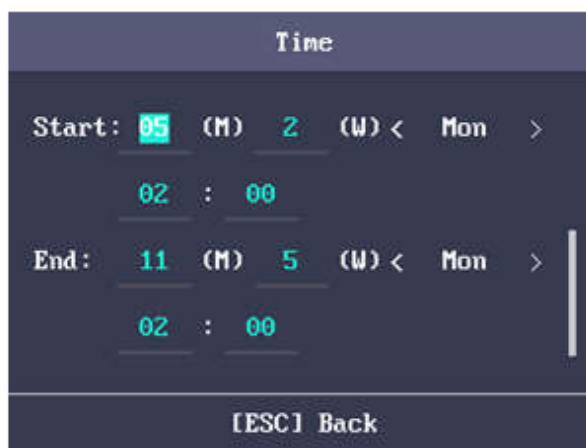 Time
Start: 05 (M) 2 (W) < Mon >
02 : 00
End: 11 (M) 5 (W) < Mon >
02 : 00
[ESC] Back